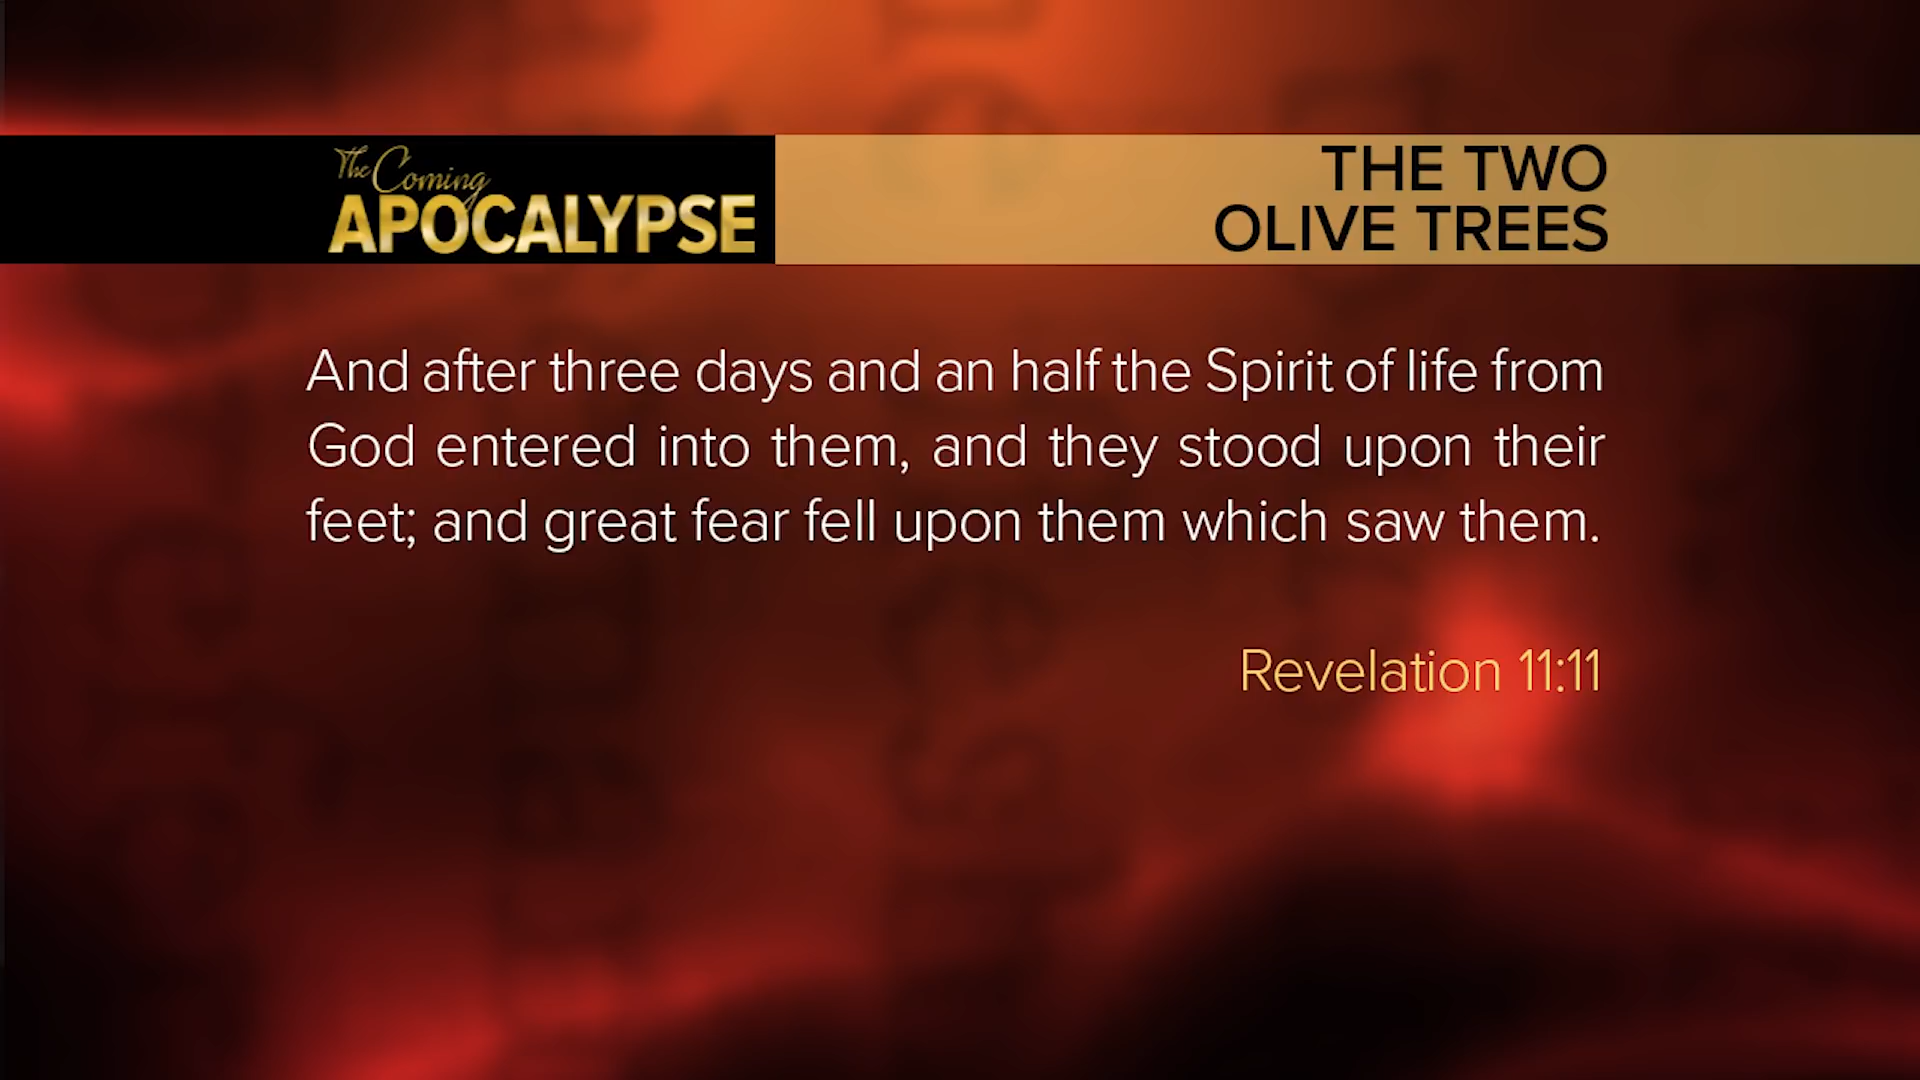 The Coming
APOCALYPSE
THE TWO
OLIVE TREES
And after three days and an half the Spirit of life from
God entered into them, and they stood upon their
feet; and great fear fell upon them which saw them.
Revelation 11:11